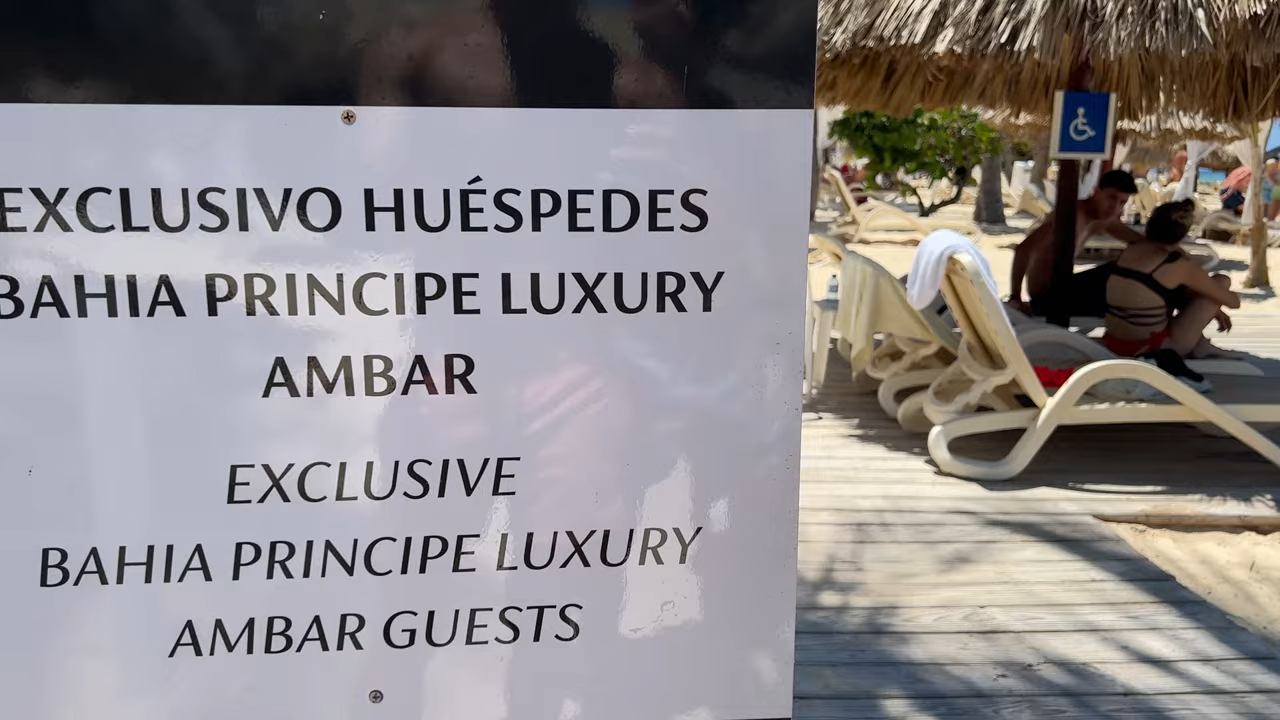 EXCLUSIVO HUÉSPEDES
BAHIA PRINCIPE LUXURY
AMBAR
EXCLUSIVE
BAHIA PRINCIPE LUXURY
AMBAR GUESTS